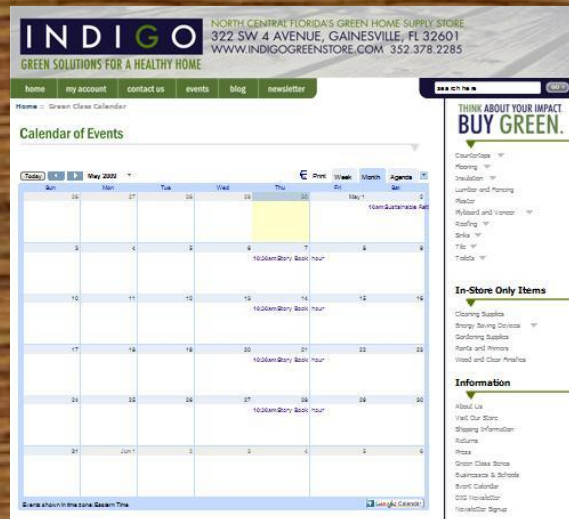 INDIGO
GREEN SOLUTIONS FOR A HEALTHY HOME
NORTH CENTRAL FLORIDA'S GREEN HOME SUPPLY STORE
322 SW 4 AVENUE, GAINESVILLE, FL 32601
WWW.INDIGOGREENSTORE.COM 352.378.2285
home my account contact us events blog newsletter
search here GO
Home :: Green Class Calendar
Calendar of Events
Today May 2009 Print Week Month Agenda
Sun Mon Tue Wed Thu Fri Sat
26 27 28 29 30 May 1 2
10am Sustainable
3 4 5 6 7 8 9
10:30am Story Book hour
10 11 12 13 14 15 16
10:30am Story Book hour
17 18 19 20 21 22 23
10:30am Story Book hour
24 25 26 27 28 29 30
10:30am Story Book hour
31 Jun 1 2 3 4 5 6
Events shown in time zone: Eastern Time
Google Calendar
THINK ABOUT YOUR IMPACT
BUY GREEN.
Countertops
Flooring
Insulation
Lumber and Fencing
Plaster
Plyboard and Veneer
Roofing
Sinks
Tile
Toilets
In-Store Only Items
Cleaning Supplies
Energy Saving Devices
Gardening Supplies
Paints and Primers
Wood and Clear Finishes
Information
About Us
Visit Our Store
Shipping Information
Returns
Press
Green Class Series
Businesses & Schools
Event Calendar
DIG Newsletter
Newsletter Signup